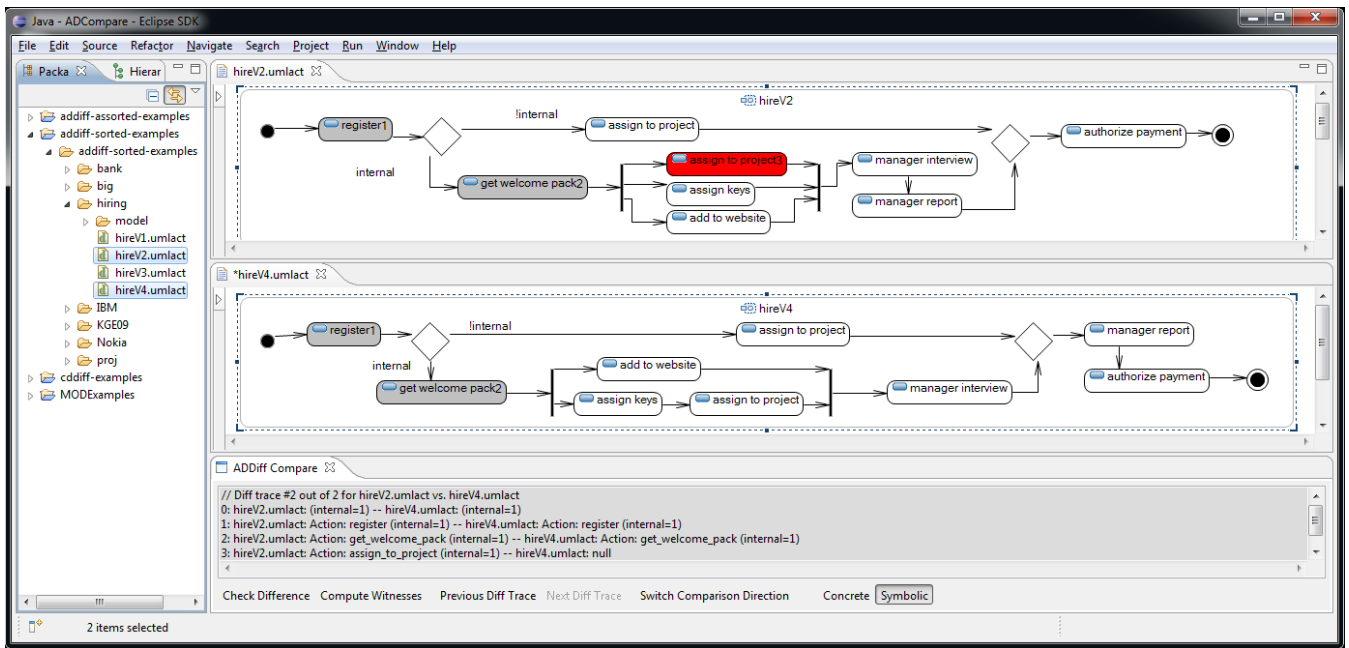 Java - ADCompare - Eclipse SDK
File Edit Source Refactor Navigate Search Project Run Window Help
Packa Hierar
addiff-assorted-examples
addiff-sorted-examples
addiff-sorted-examples
bank
big
hiring
model
hireV1.umlact
hireV2.umlact
hireV3.umlact
hireV4.umlact
IBM
KGE09
Nokia
proj
cddiff-examples
MODExamples
hireV2.umlact
hireV2
register1
!internal
assign to project
authorize payment
internal
get welcome pack2
assign to project3
assign keys
add to website
manager interview
manager report
*hireV4.umlact
hireV4
register1
!internal
assign to project
manager report
internal
get welcome pack2
add to website
assign keys
assign to project
manager interview
authorize payment
ADDiff Compare
// Diff trace #2 out of 2 for hireV2.umlact vs. hireV4.umlact
0: hireV2.umlact: (internal=1) -- hireV4.umlact: (internal=1)
1: hireV2.umlact: Action: register (internal=1) -- hireV4.umlact: Action: register (internal=1)
2: hireV2.umlact: Action: get_welcome_pack (internal=1) -- hireV4.umlact: Action: get_welcome_pack (internal=1)
3: hireV2.umlact: Action: assign_to_project (internal=1) -- hireV4.umlact: null
Check Difference Compute Witnesses Previous Diff Trace Next Diff Trace Switch Comparison Direction Concrete Symbolic
2 items selected